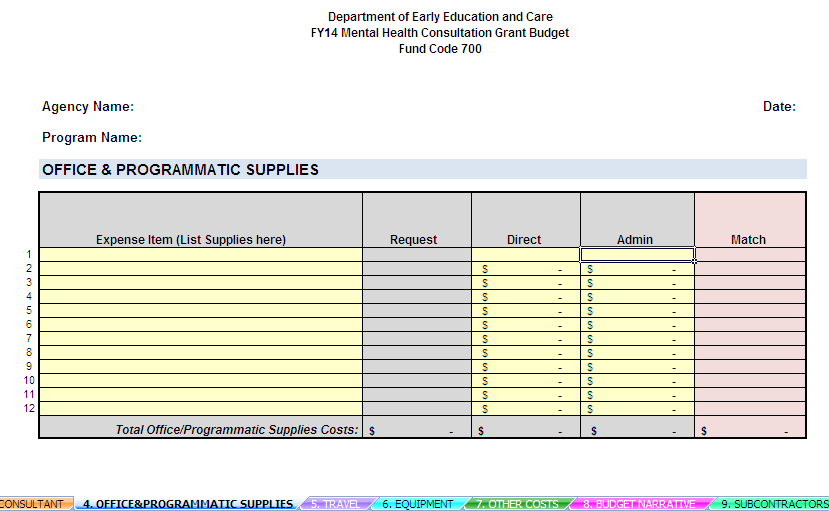 Department of Early Education and Care
FY14 Mental Health Consultation Grant Budget
Fund Code 700
Agency Name: Date:
Program Name:
OFFICE & PROGRAMMATIC SUPPLIES
Expense Item (List Supplies here) Request Direct Admin Match
1
2 $ - $ -
3 $ - $ -
4 $ - $ -
5 $ - $ -
6 $ - $ -
7 $ - $ -
8 $ - $ -
9 $ - $ -
10 $ - $ -
11 $ - $ -
12 $ - $ -
Total Office/Programmatic Supplies Costs: $ - $ - $ - $ -
CONSULTANT 4. OFFICE&PROGRAMMATIC SUPPLIES 5. TRAVEL 6. EQUIPMENT 7. OTHER COSTS 8. BUDGET NARRATIVE 9. SUBCONTRACTORS